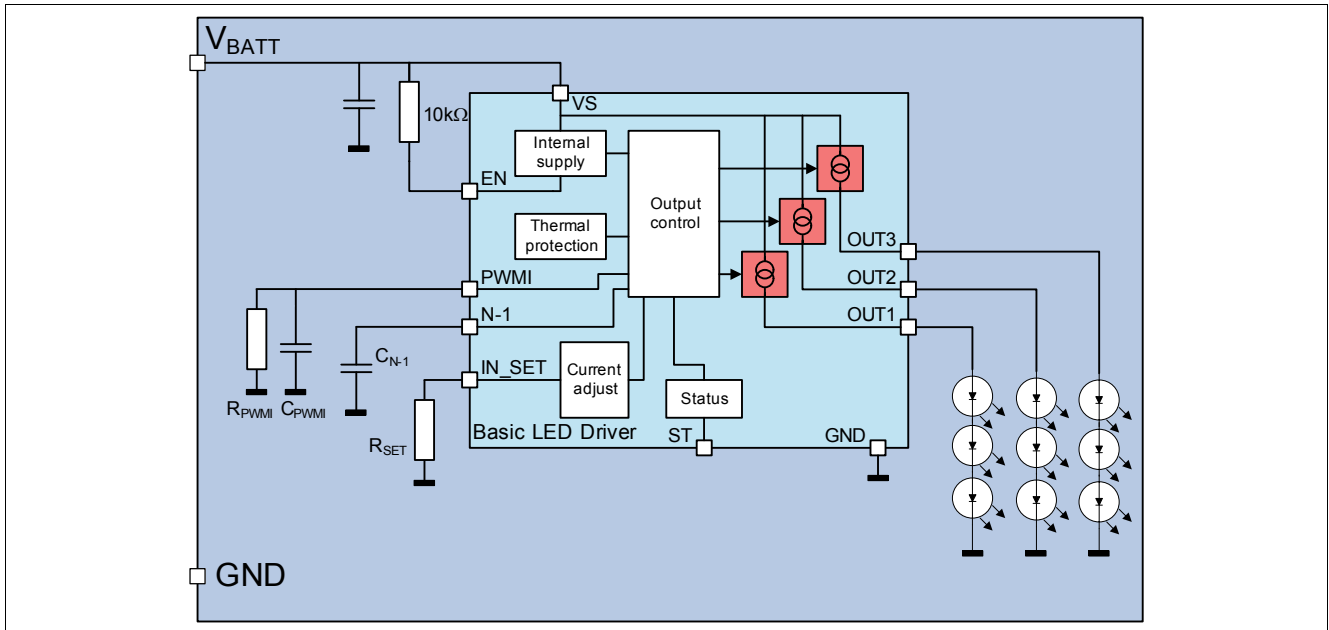 VBATT
10kΩ
VS
Internal
supply
EN
Output
control
Thermal
protection
OUT3
PWMI
OUT2
N-1
OUT1
CN-1
IN_SET
Current
adjust
RPWMI
CPWMI
Status
RSET
Basic LED Driver
ST
GND
GND